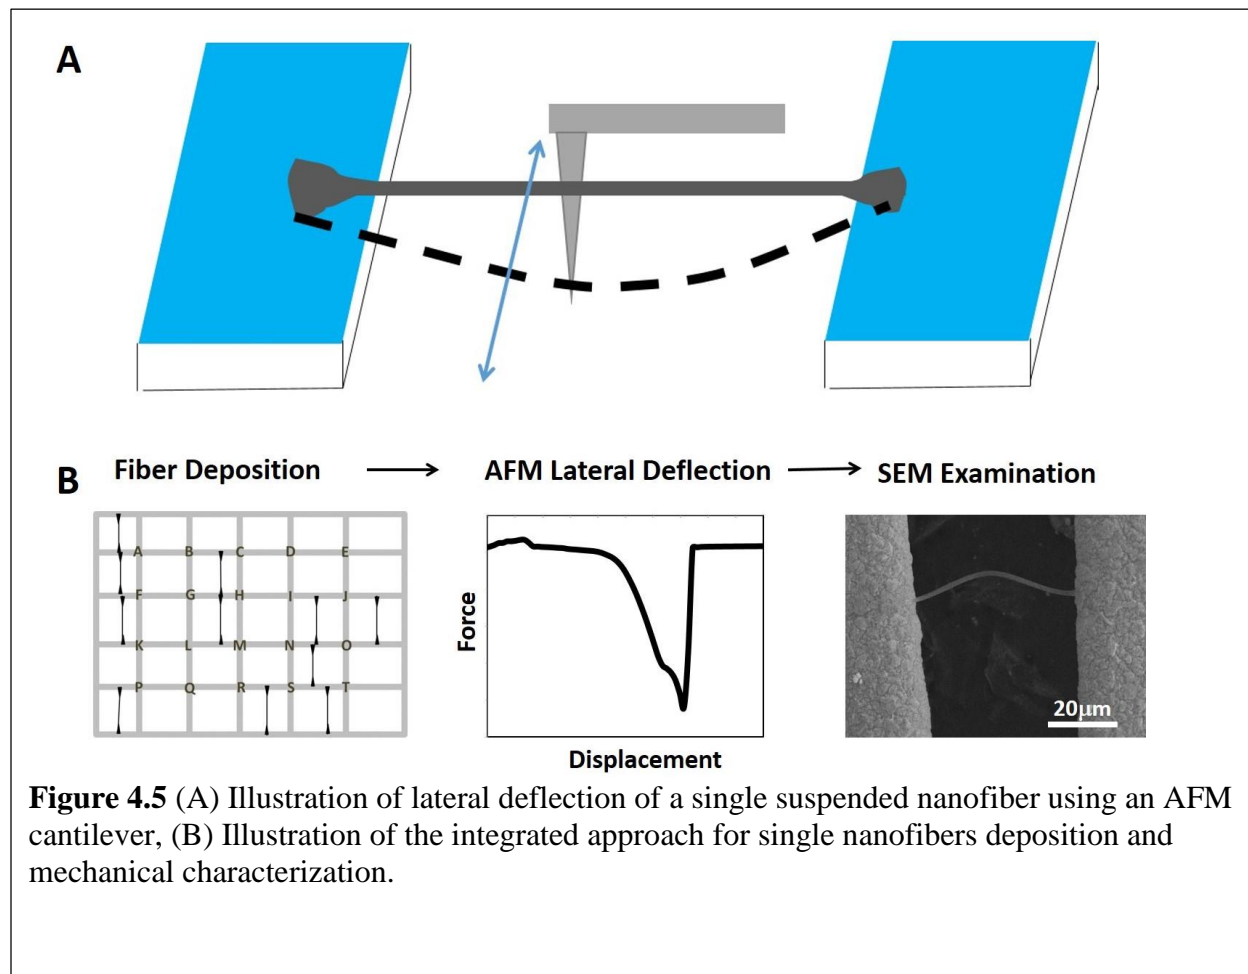 A
B
Fiber Deposition
AFM Lateral Deflection
SEM Examination
A B C D E
F G H I J
K L M N O
P Q R S T
Force
Displacement
20μm
Figure 4.5 (A) Illustration of lateral deflection of a single suspended nanofiber using an AFM
cantilever, (B) Illustration of the integrated approach for single nanofibers deposition and
mechanical characterization.